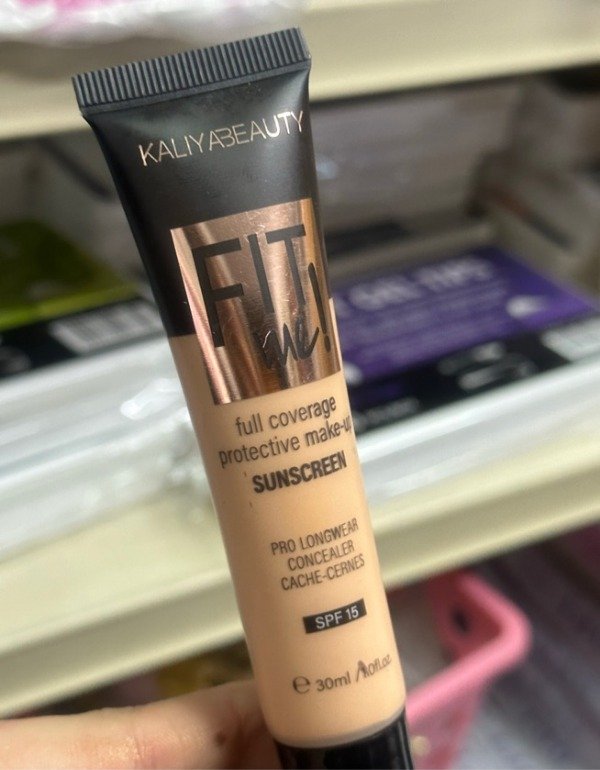 KALIYABEAUTY
FIT
me!
full coverage
protective make-up
SUNSCREEN
PRO LONGWEAR
CONCEALER
CACHE-CERNES
SPF 15
e 30ml